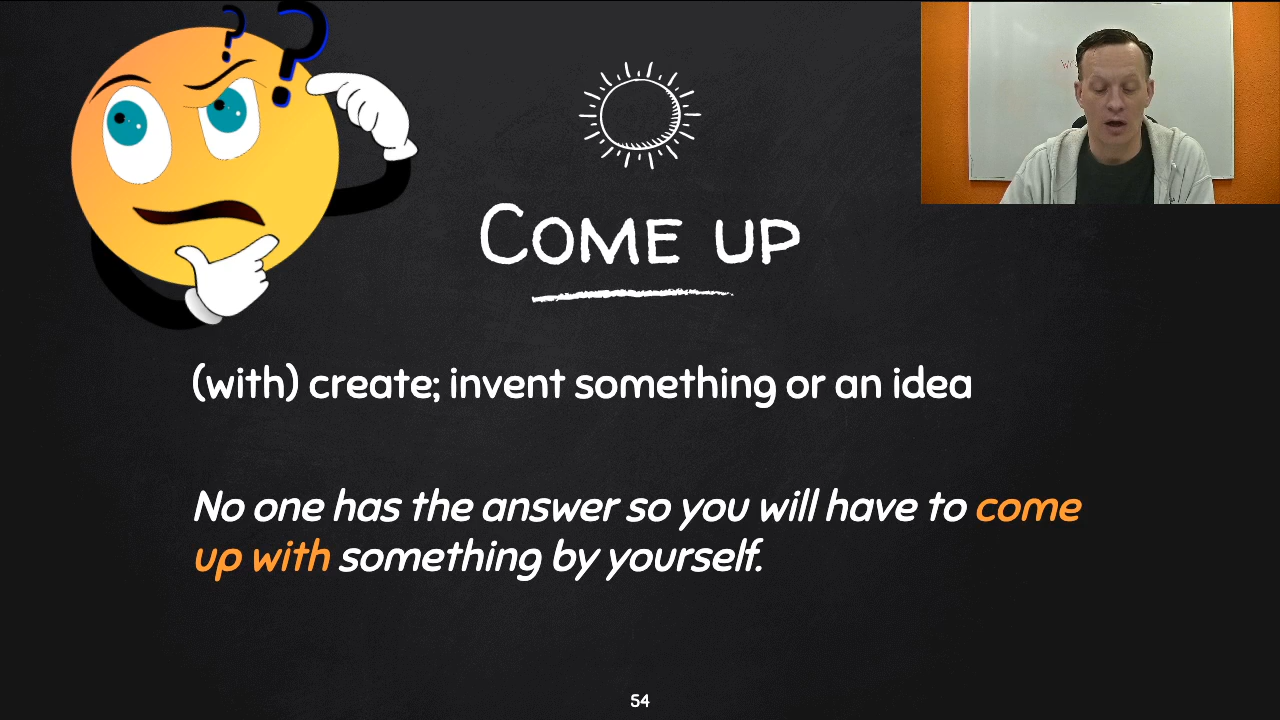 COME UP
(with) create; invent something or an idea
No one has the answer so you will have to come
up with something by yourself.
54